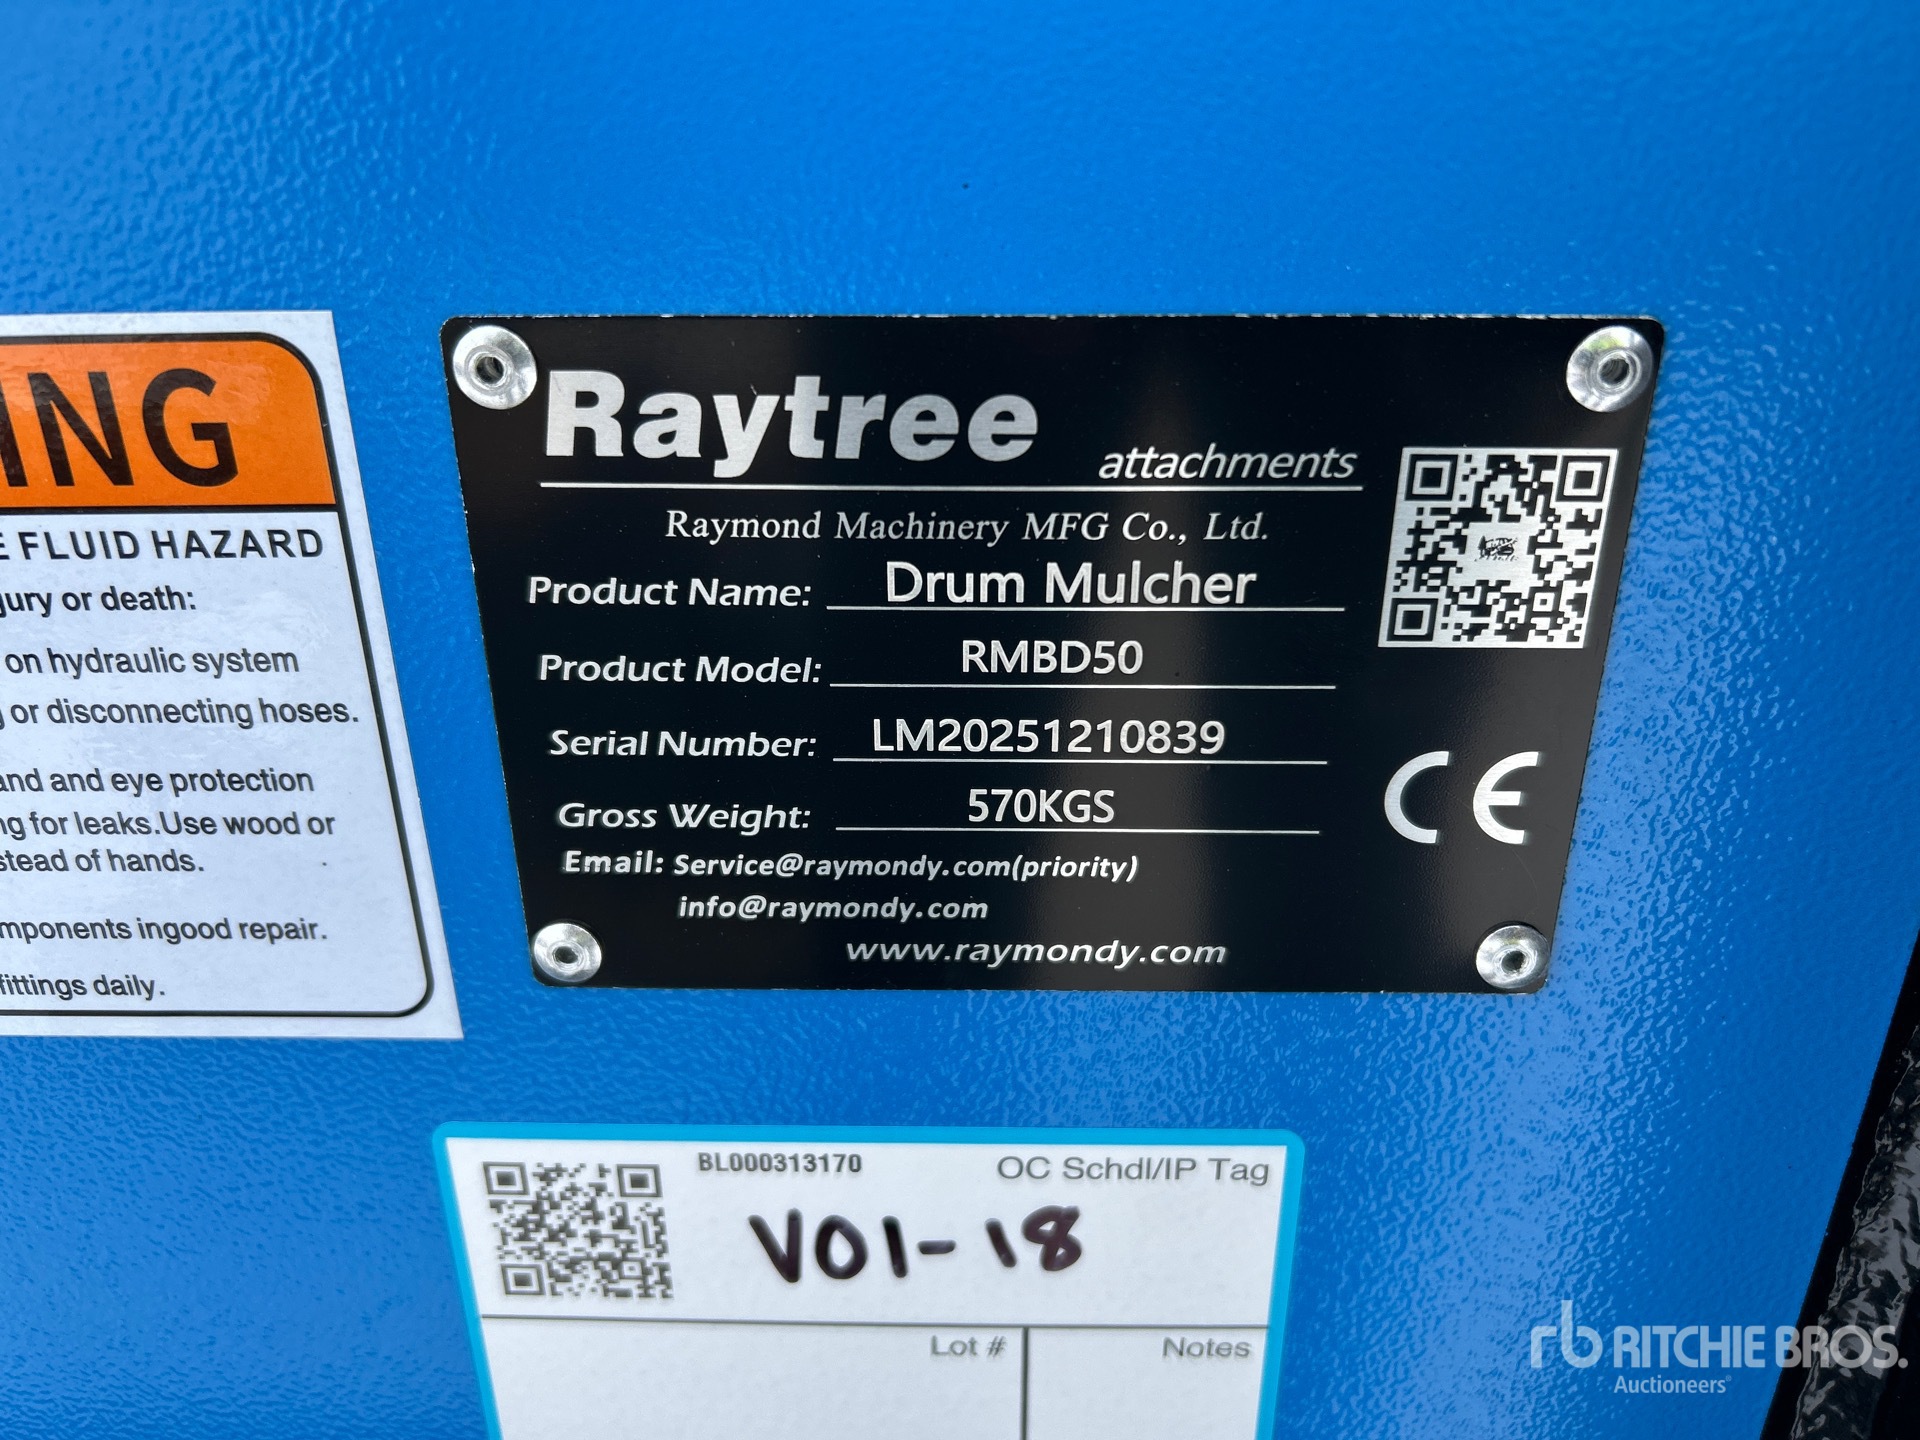 ING
E FLUID HAZARD
jury or death:
on hydraulic system
g or disconnecting hoses.
and and eye protection
ng for leaks.Use wood or
stead of hands.
mponents ingood repair.
fittings daily.
Raytree
attachments
Raymond Machinery MFG Co., Ltd.
Product Name: Drum Mulcher
Product Model: RMBD50
Serial Number: LM20251210839
Gross Weight: 570KGS
Email: Service@raymondy.com(priority)
info@raymondy.com
www.raymondy.com
CE
BL000313170 OC Schdl/IP Tag
V01-18
Lot # Notes
rb RITCHIE BROS.
Auctioneers